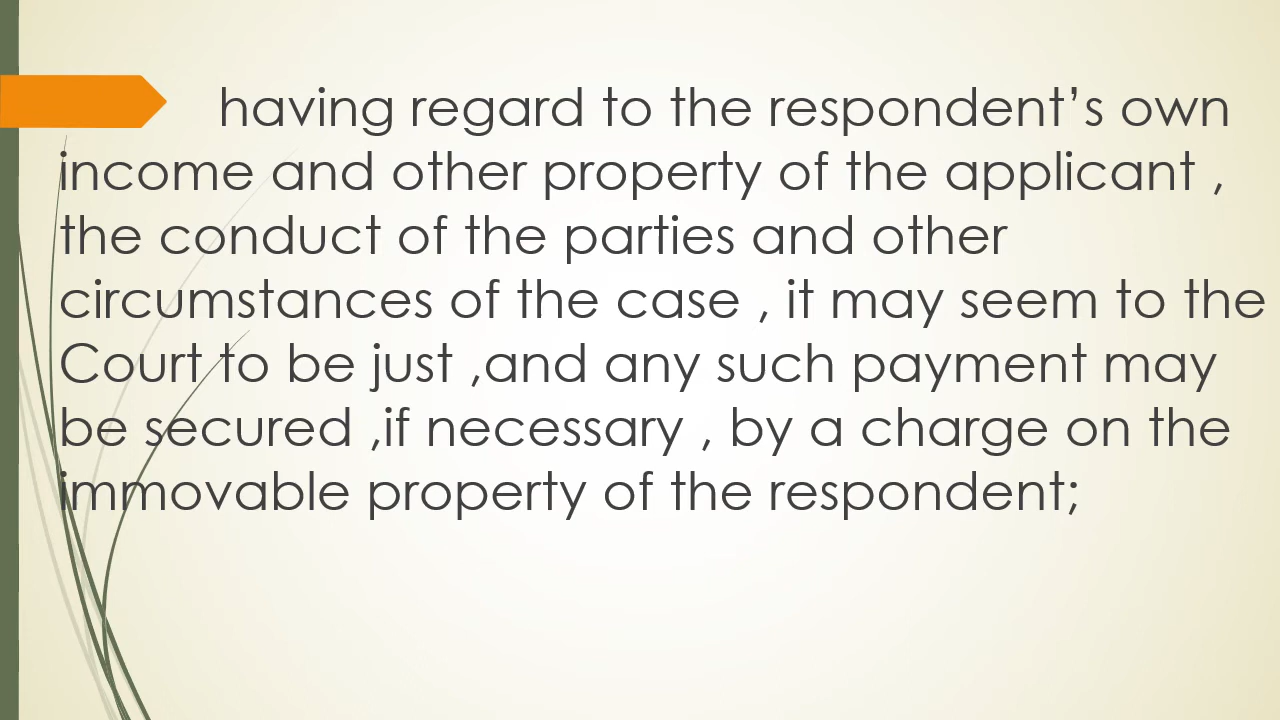 having regard to the respondent’s own
income and other property of the applicant ,
the conduct of the parties and other
circumstances of the case , it may seem to the
Court to be just ,and any such payment may
be secured ,if necessary , by a charge on the
immovable property of the respondent;